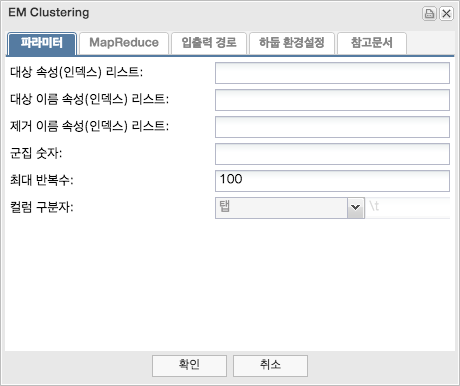 EM Clustering
파라미터 MapReduce 입출력 경로 하둡 환경설정 참고문서
대상 속성(인덱스) 리스트:
대상 이름 속성(인덱스) 리스트:
제거 이름 속성(인덱스) 리스트:
군집 숫자:
최대 반복수: 100
컬럼 구분자: 탭 \t
확인 취소